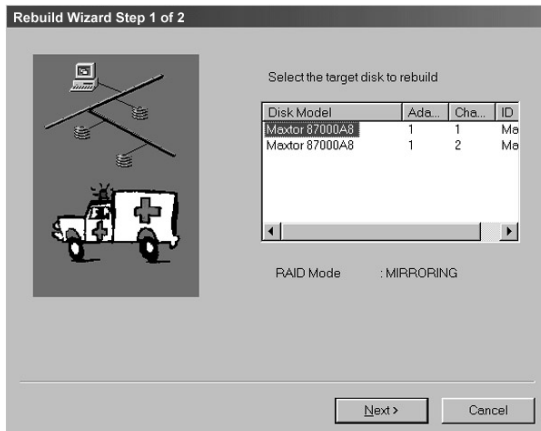 Rebuild Wizard Step 1 of 2
Select the target disk to rebuild
Disk Model Ada... Cha... ID
Maxtor 87000A8 1 1 Ma
Maxtor 87000A8 1 2 Ma
RAID Mode : MIRRORING
Next > Cancel